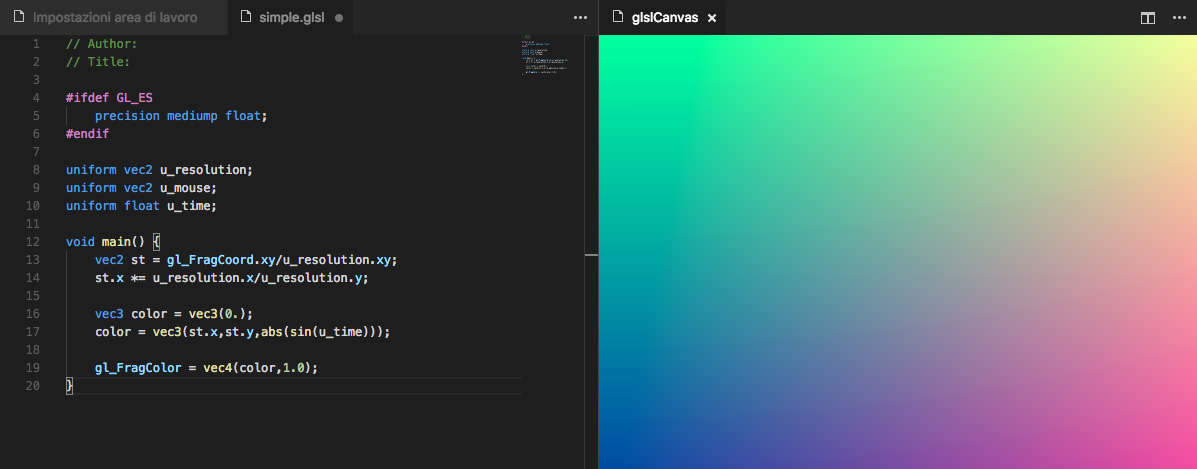 Impostazioni area di lavoro simple.glsl glslCanvas
1 // Author:
2 // Title:
3
4 #ifdef GL_ES
5 precision mediump float;
6 #endif
7
8 uniform vec2 u_resolution;
9 uniform vec2 u_mouse;
10 uniform float u_time;
11
12 void main() {
13 vec2 st = gl_FragCoord.xy/u_resolution.xy;
14 st.x *= u_resolution.x/u_resolution.y;
15
16 vec3 color = vec3(0.);
17 color = vec3(st.x,st.y,abs(sin(u_time)));
18
19 gl_FragColor = vec4(color,1.0);
20 }